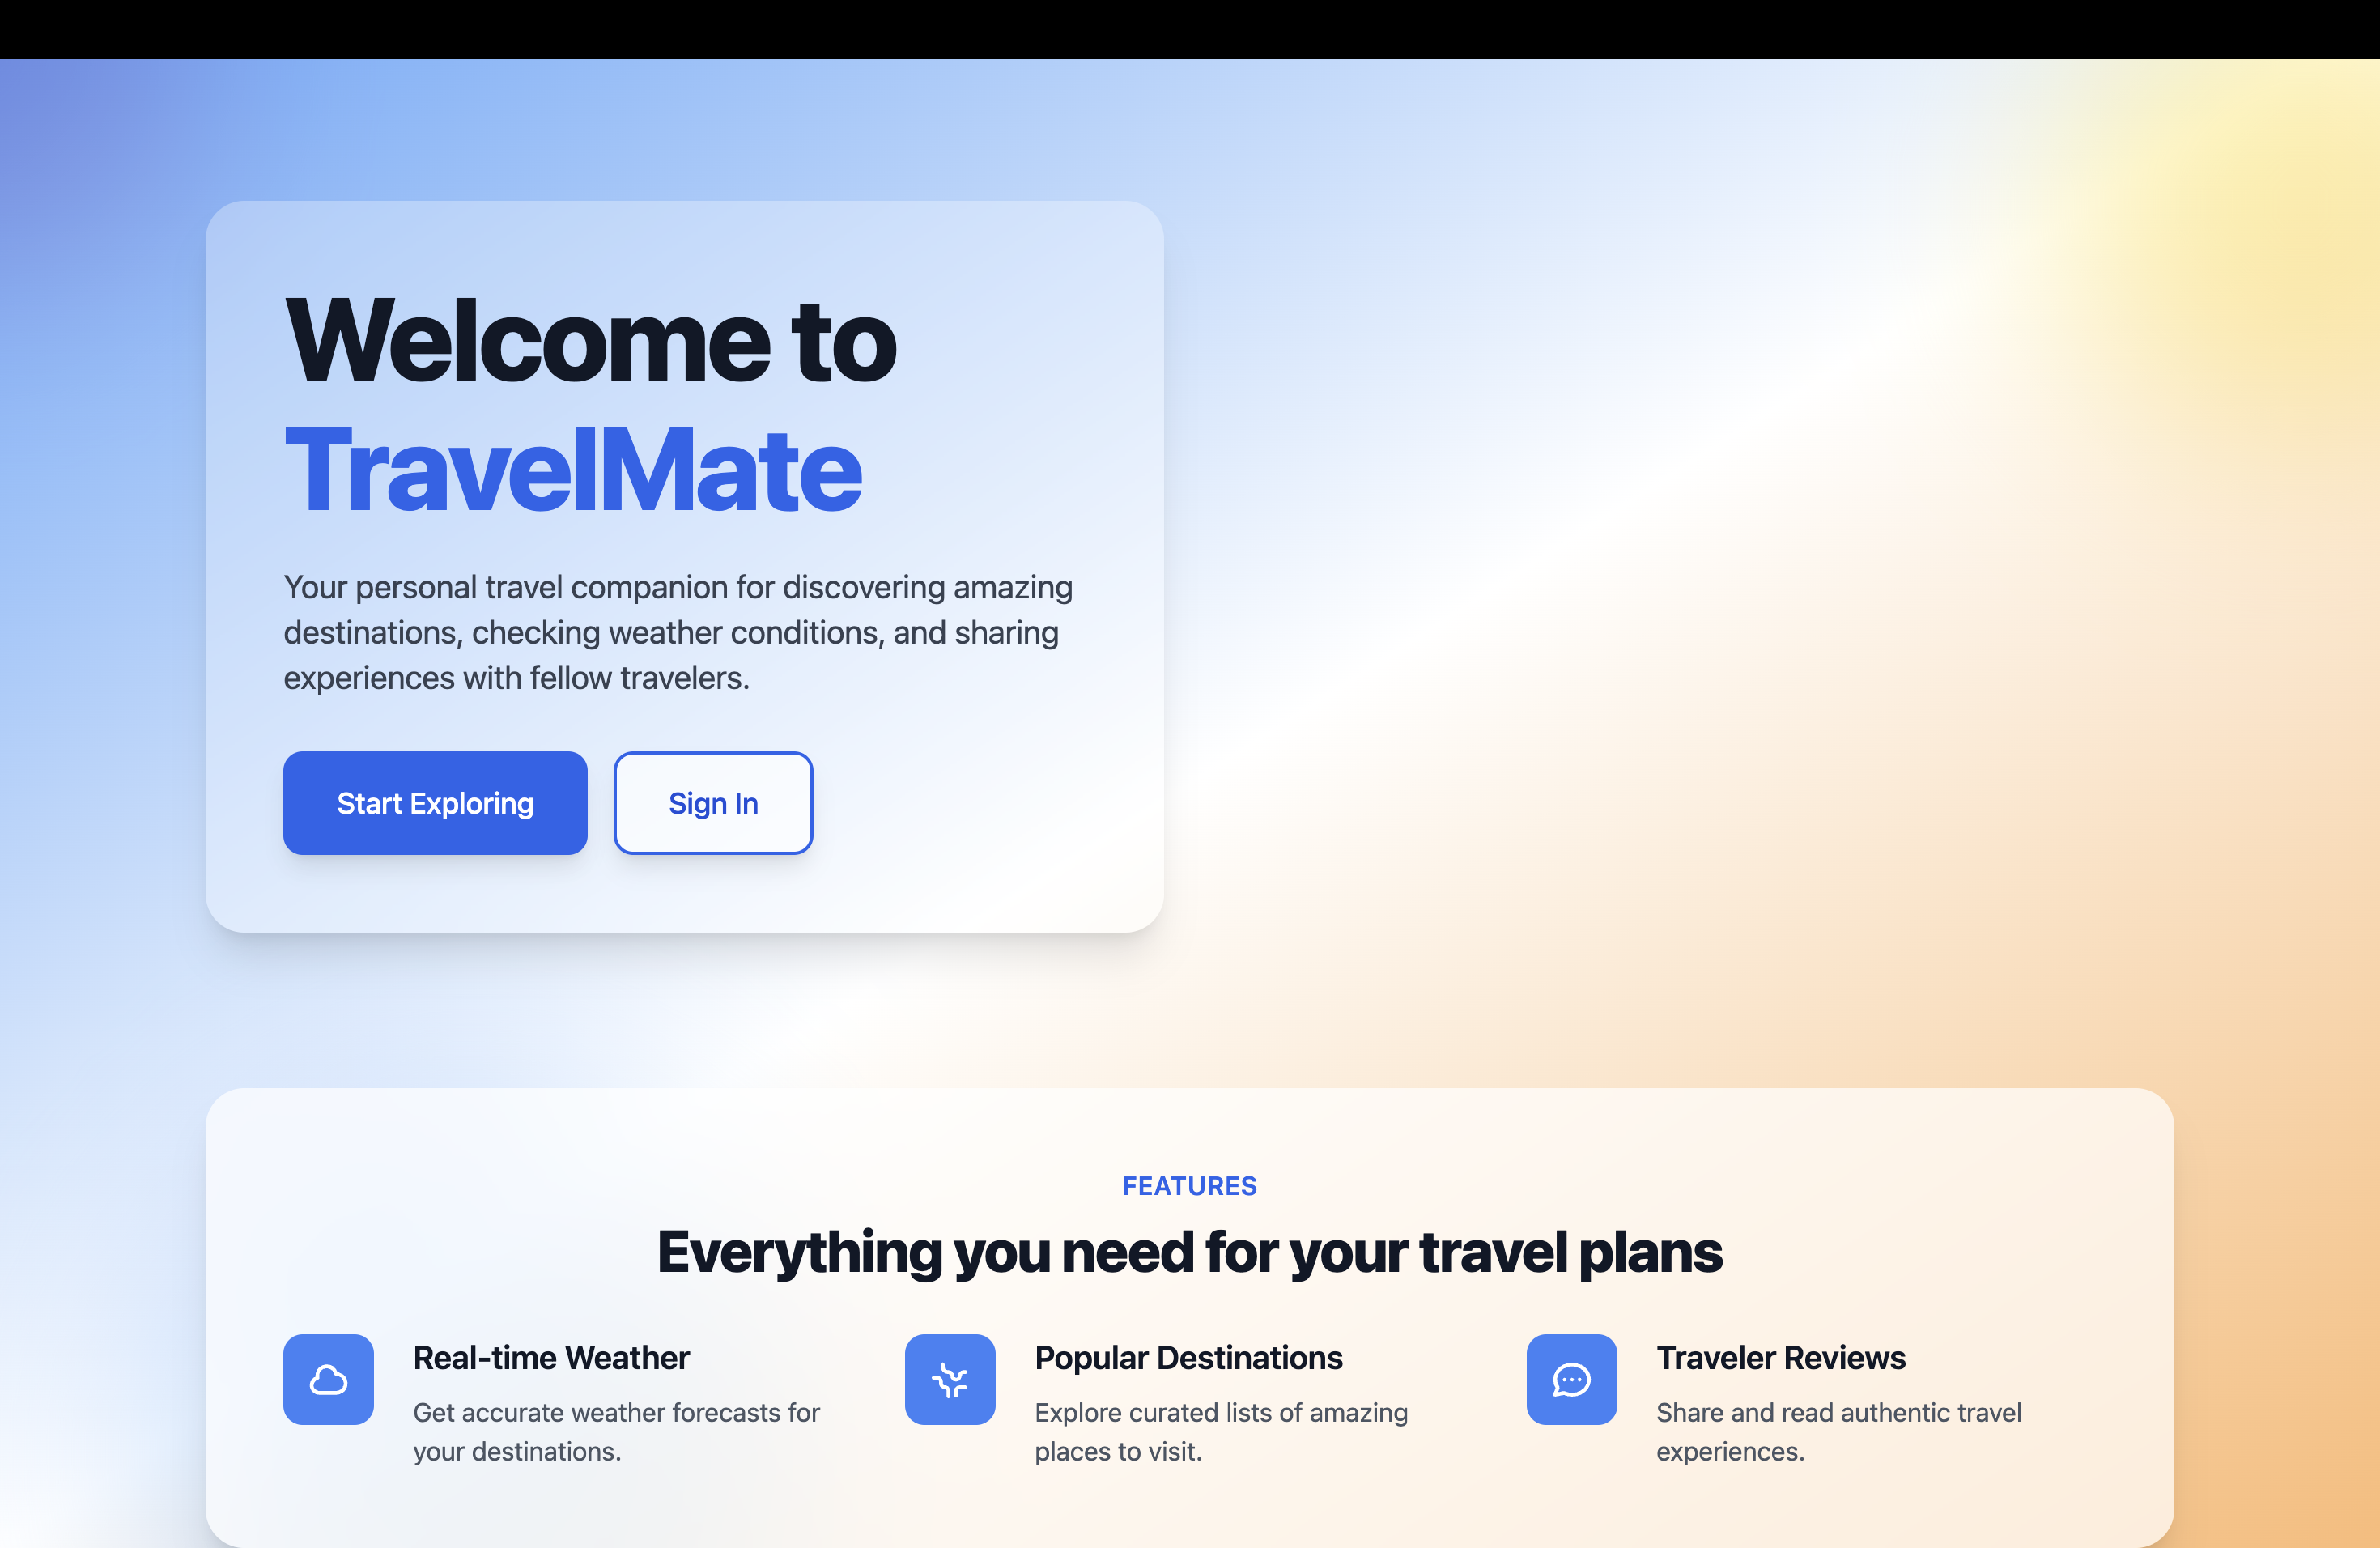 Welcome to
TravelMate
Your personal travel companion for discovering amazing
destinations, checking weather conditions, and sharing
experiences with fellow travelers.
Start Exploring
Sign In
FEATURES
Everything you need for your travel plans
Real-time Weather
Get accurate weather forecasts for
your destinations.
Popular Destinations
Explore curated lists of amazing
places to visit.
Traveler Reviews
Share and read authentic travel
experiences.